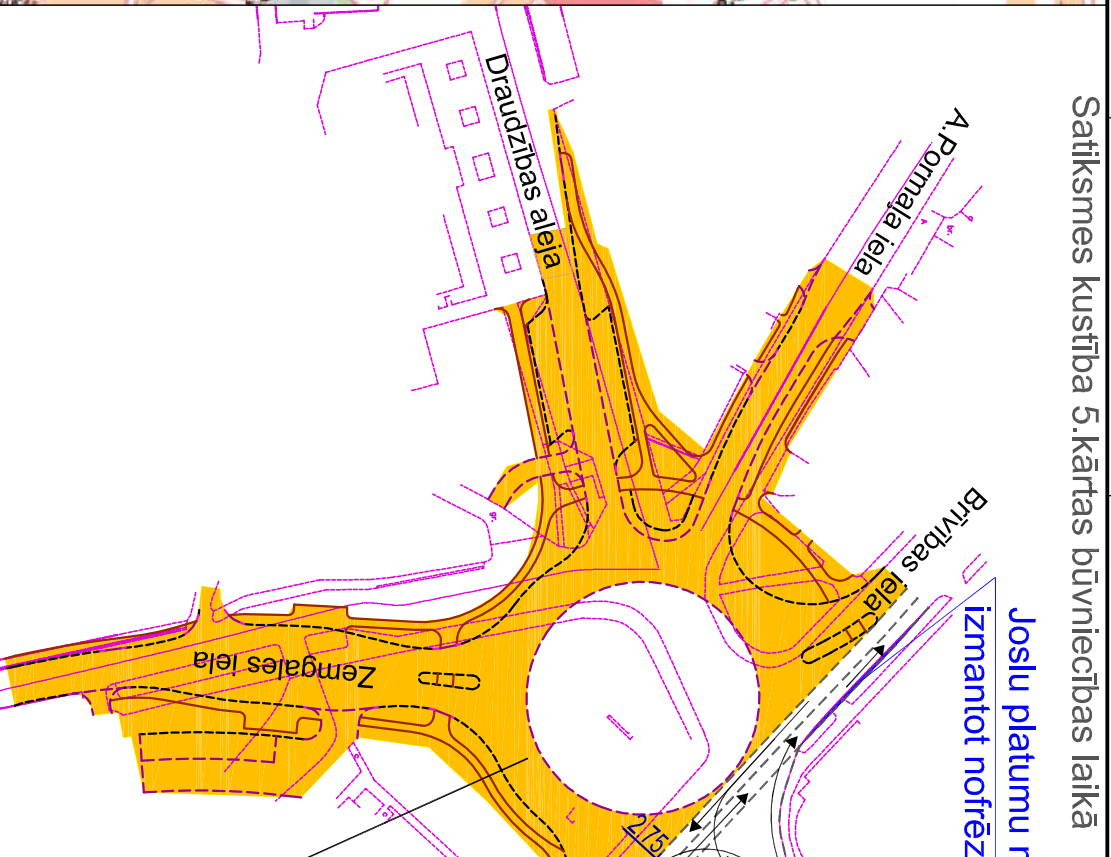 Satiksmes kustība 5.kārtas būvniecības laikā
Joslu platumu
izmantot nofrēz
A.Pormaļa iela
Draudzības aleja
Brīvības iela
Zemgales iela
2.75